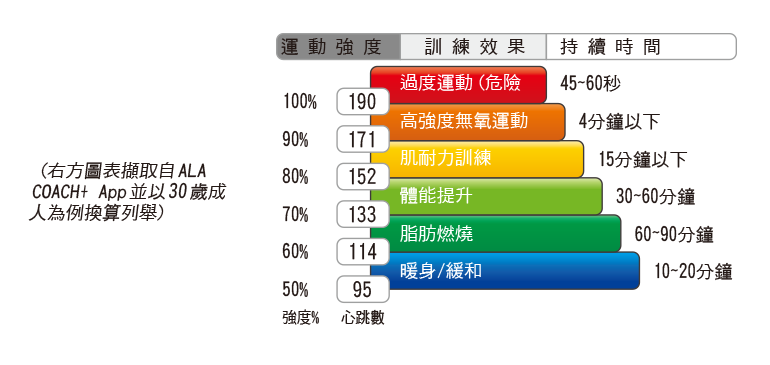 運動強度 訓練效果 持續時間
過度運動(危險 45~60秒
100% 190
高強度無氧運動 4分鐘以下
90% 171
肌耐力訓練 15分鐘以下
80% 152
體能提升 30~60分鐘
70% 133
脂肪燃燒 60~90分鐘
60% 114
暖身/緩和 10~20分鐘
50% 95
強度% 心跳數
(右方圖表擷取自ALA
COACH+ App並以30歲成
人為例換算列舉)